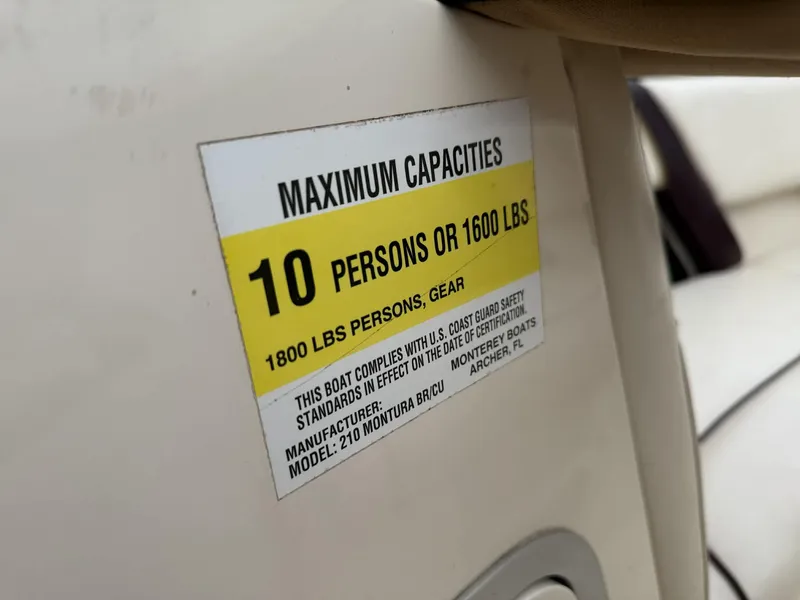 MAXIMUM CAPACITIES
10 PERSONS OR 1600 LBS
1800 LBS PERSONS, GEAR
THIS BOAT COMPLIES WITH U.S. COAST GUARD SAFETY
STANDARDS IN EFFECT ON THE DATE OF CERTIFICATION.
MANUFACTURER: MONTEREY BOATS
ARCHER, FL
MODEL: 210 MONTURA BR/CU